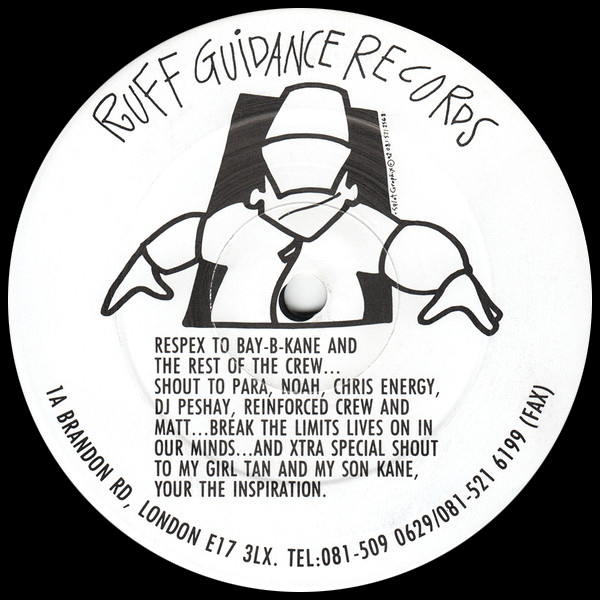 RUFF GUIDANCE RECORDS
RESPEX TO BAY-B-KANE AND
THE REST OF THE CREW...
SHOUT TO PARA, NOAH, CHRIS ENERGY,
DJ PESHAY, REINFORCED CREW AND
MATT...BREAK THE LIMITS LIVES ON IN
OUR MINDS...AND XTRA SPECIAL SHOUT
TO MY GIRL TAN AND MY SON KANE,
YOUR THE INSPIRATION.
1A BRANDON RD, LONDON E17 3LX. TEL:081-509 0629/081-521 6199 (FAX)